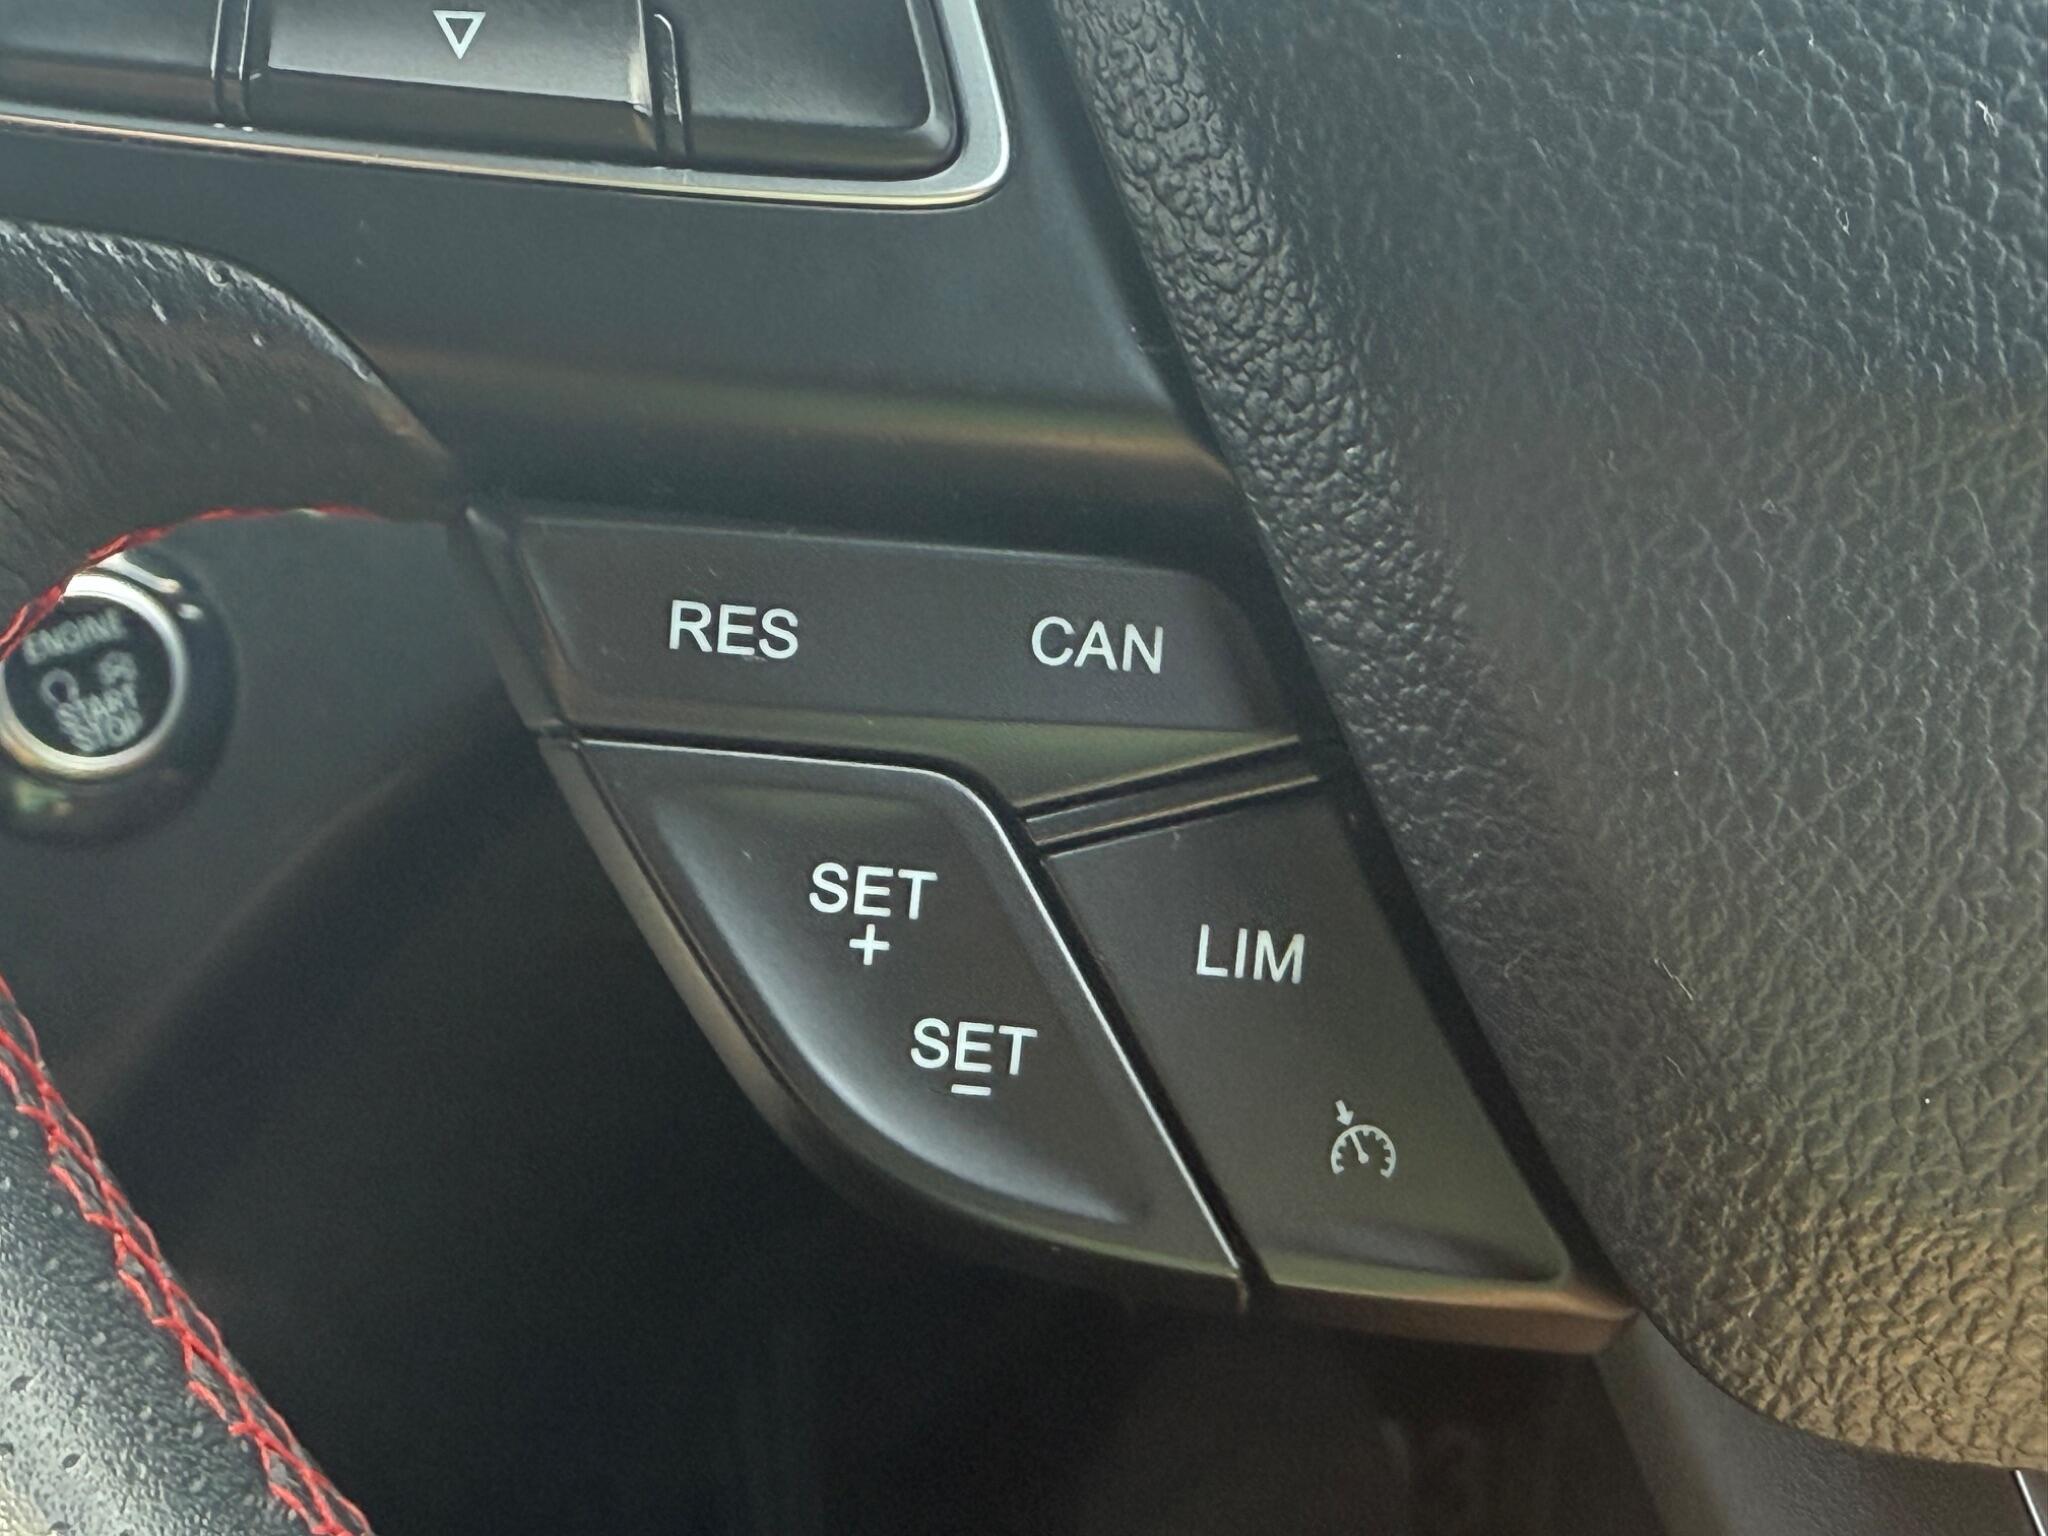 RES CAN
ENGINE
START
STOP
SET
+
LIM
SET
-